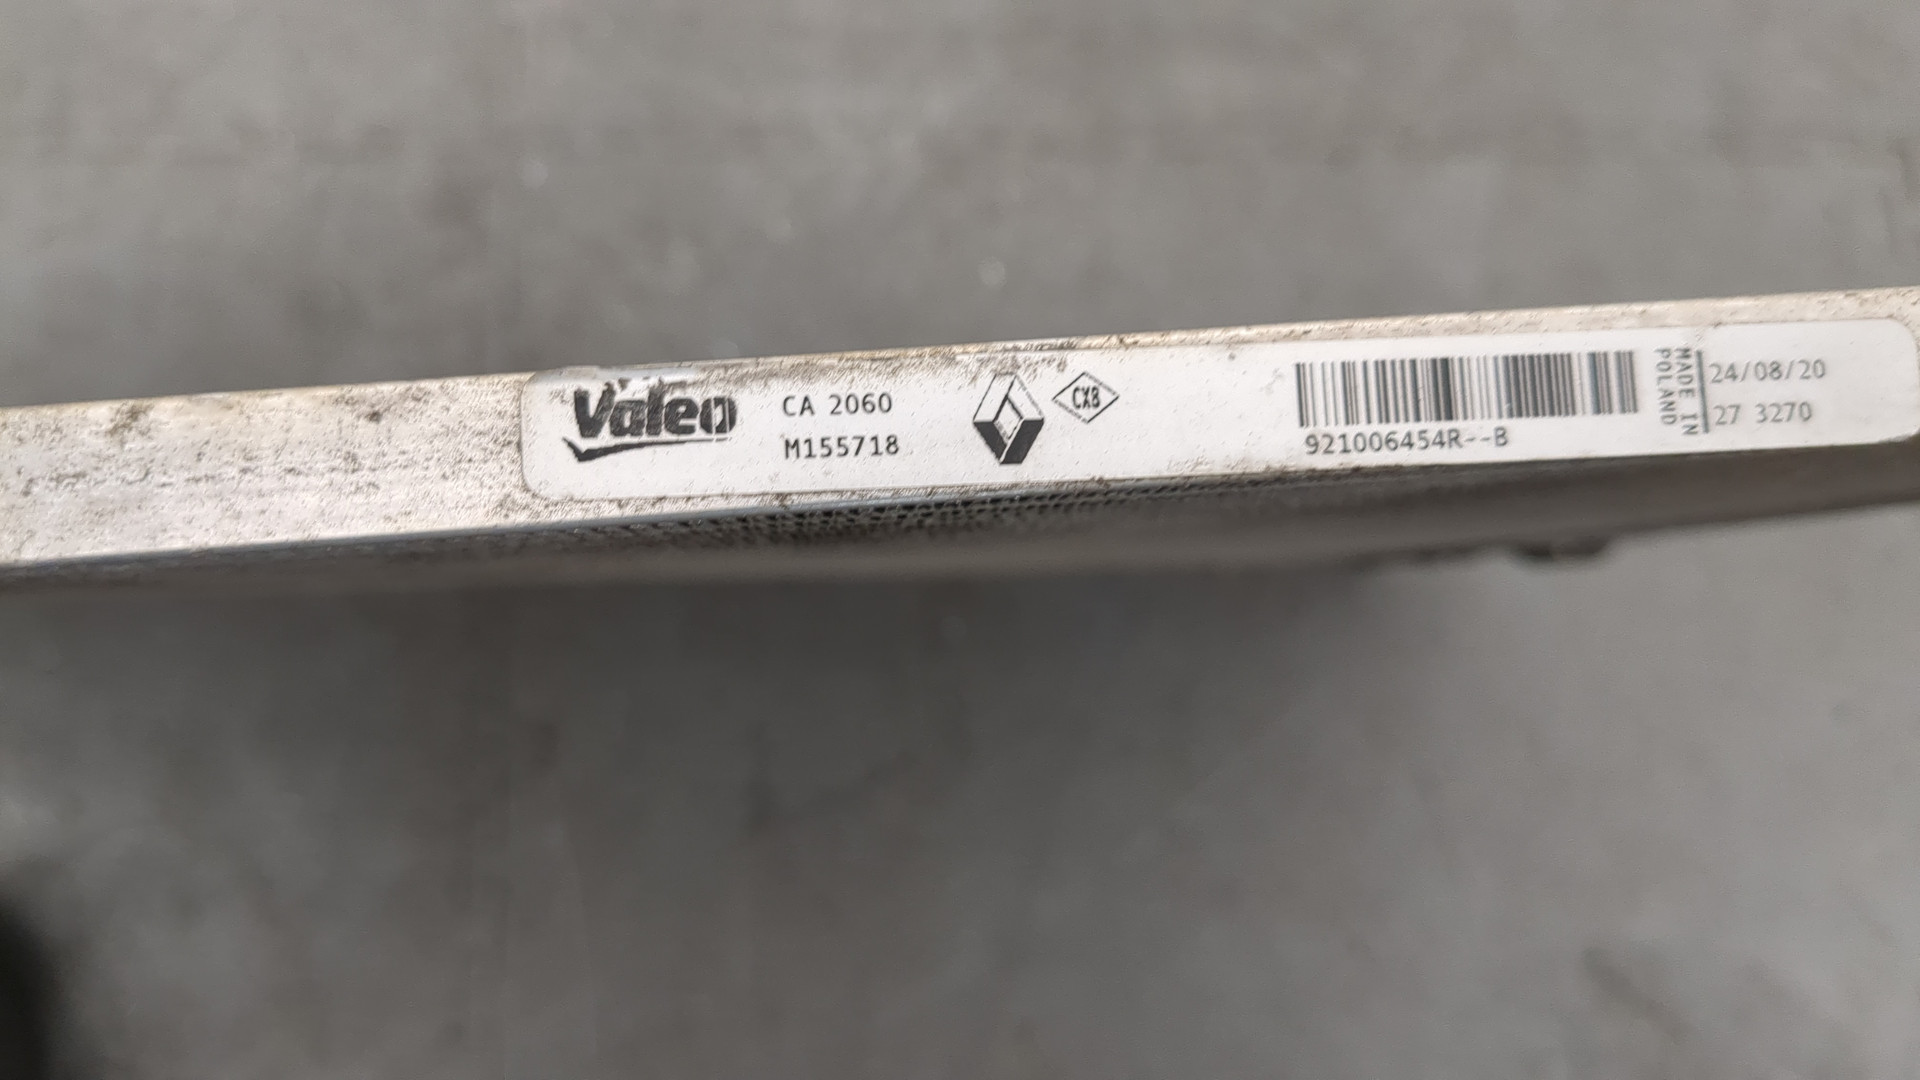 Valeo
CA 2060
M155718
CX8
921006454R--B
MADE IN
POLAND
24/08/20
27 3270